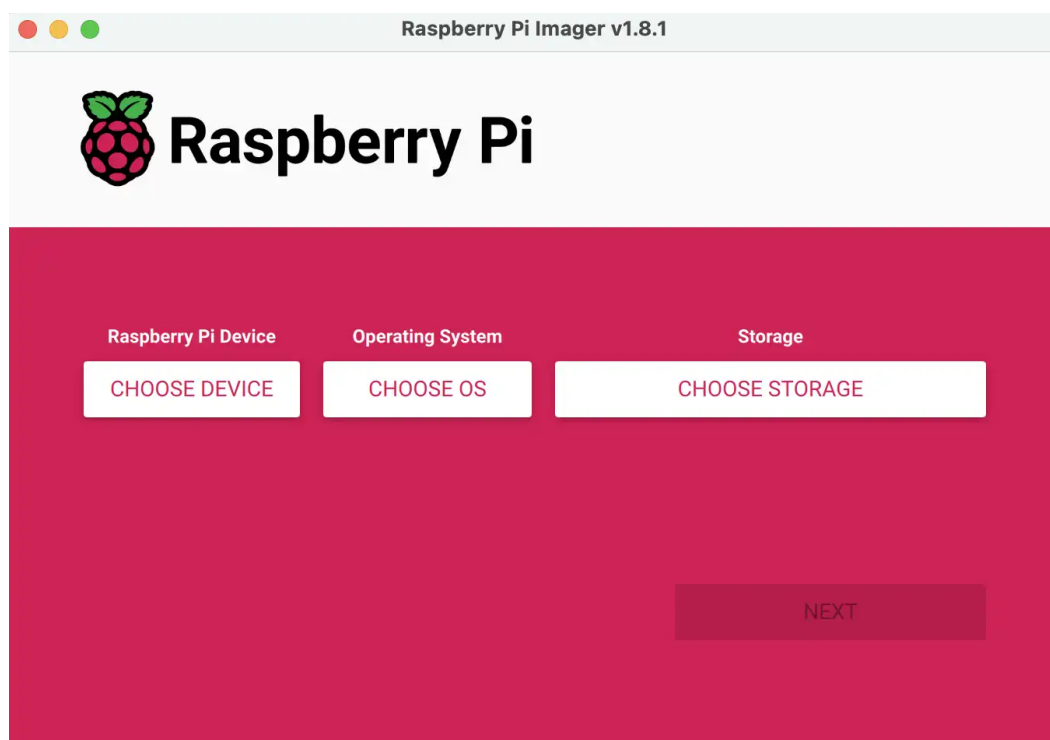 Raspberry Pi Imager v1.8.1
Raspberry Pi
Raspberry Pi Device
Operating System
Storage
CHOOSE DEVICE
CHOOSE OS
CHOOSE STORAGE
NEXT